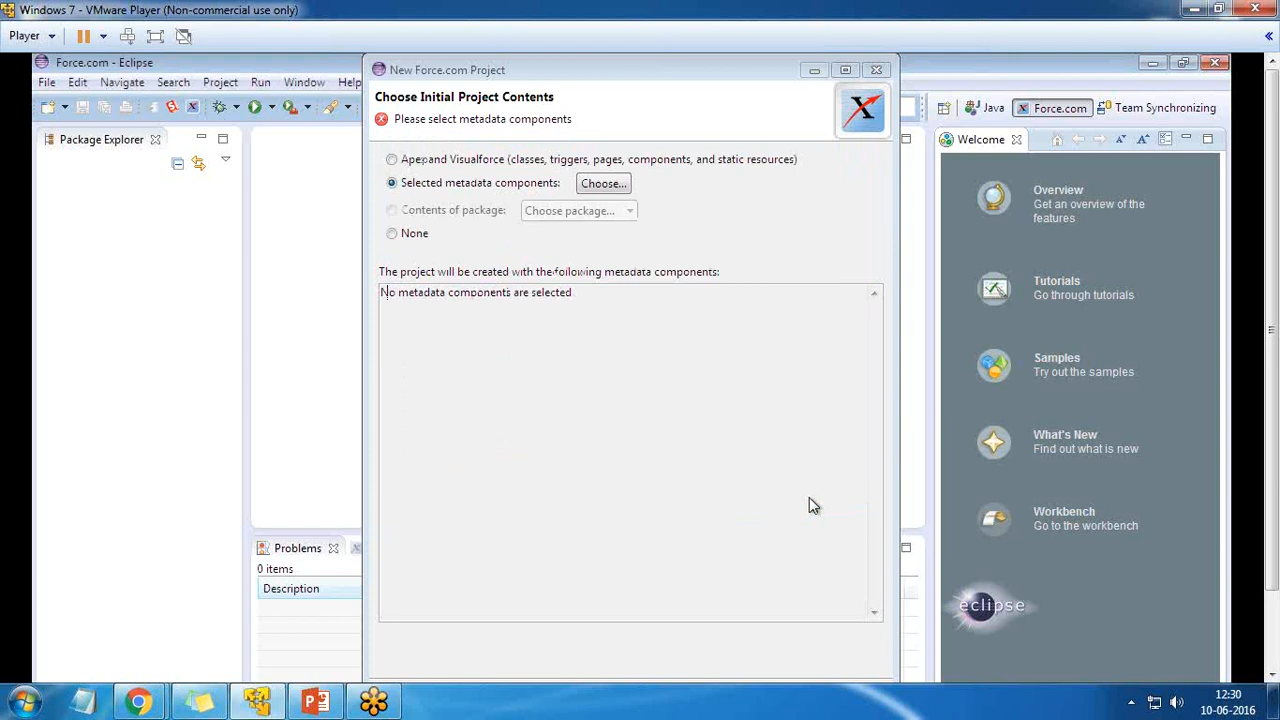 Windows 7 - VMware Player (Non-commercial use only)
Player
Force.com - Eclipse
File Edit Navigate Search Project Run Window Help
Java Force.com Team Synchronizing
Package Explorer
New Force.com Project
Choose Initial Project Contents
Please select metadata components
Apex and Visualforce (classes, triggers, pages, components, and static resources)
Selected metadata components: Choose...
Contents of package: Choose package...
None
The project will be created with the following metadata components:
No metadata components are selected
Welcome
Overview
Get an overview of the
features
Tutorials
Go through tutorials
Samples
Try out the samples
What's New
Find out what is new
Workbench
Go to the workbench
eclipse
Problems
0 items
Description
12:30
10-06-2016